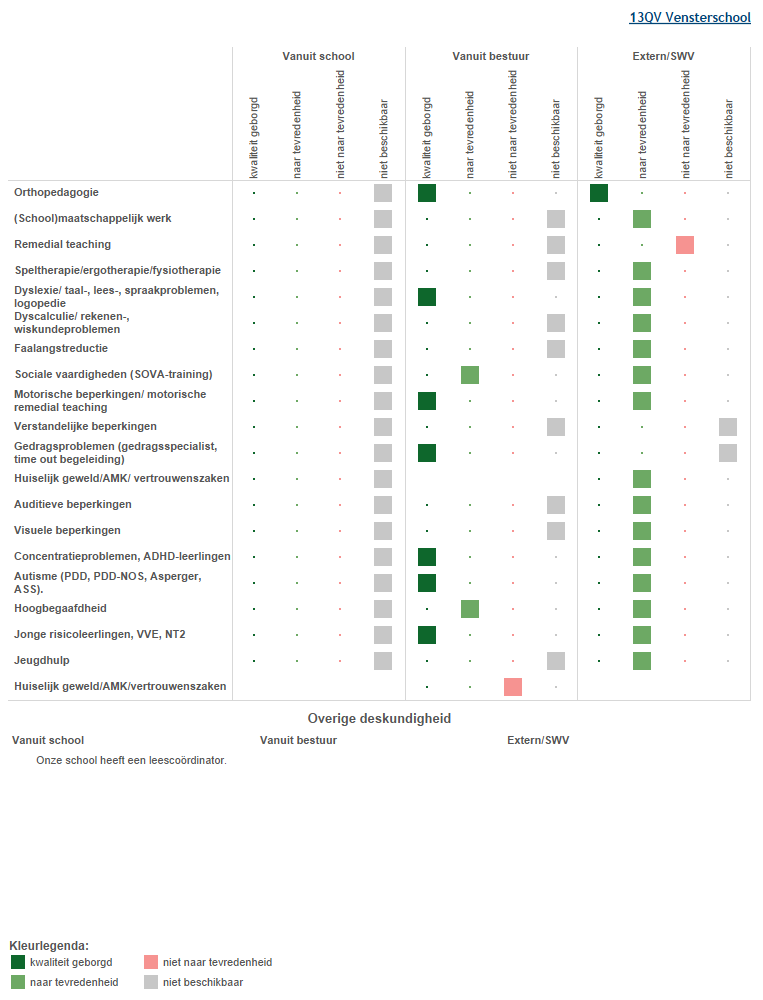 13QV Vensterschool
Vanuit school Vanuit bestuur Extern/SWV
kwaliteit geborgd naar tevredenheid niet naar tevredenheid niet beschikbaar kwaliteit geborgd naar tevredenheid niet naar tevredenheid niet beschikbaar kwaliteit geborgd naar tevredenheid niet naar tevredenheid niet beschikbaar
Orthopedagogie
(School)maatschappelijk werk
Remedial teaching
Speltherapie/ergotherapie/fysiotherapie
Dyslexie/ taal-, lees-, spraakproblemen,
logopedie
Dyscalculie/ rekenen-,
wiskundeproblemen
Faalangstreductie
Sociale vaardigheden (SOVA-training)
Motorische beperkingen/ motorische
remedial teaching
Verstandelijke beperkingen
Gedragsproblemen (gedragsspecialist,
time out begeleiding)
Huiselijk geweld/AMK/ vertrouwenszaken
Auditieve beperkingen
Visuele beperkingen
Concentratieproblemen, ADHD-leerlingen
Autisme (PDD, PDD-NOS, Asperger,
ASS).
Hoogbegaafdheid
Jonge risicoleerlingen, VVE, NT2
Jeugdhulp
Huiselijk geweld/AMK/vertrouwenszaken
Overige deskundigheid
Vanuit school Vanuit bestuur Extern/SWV
Onze school heeft een leescoördinator.
Kleurlegenda:
kwaliteit geborgd niet naar tevredenheid
naar tevredenheid niet beschikbaar